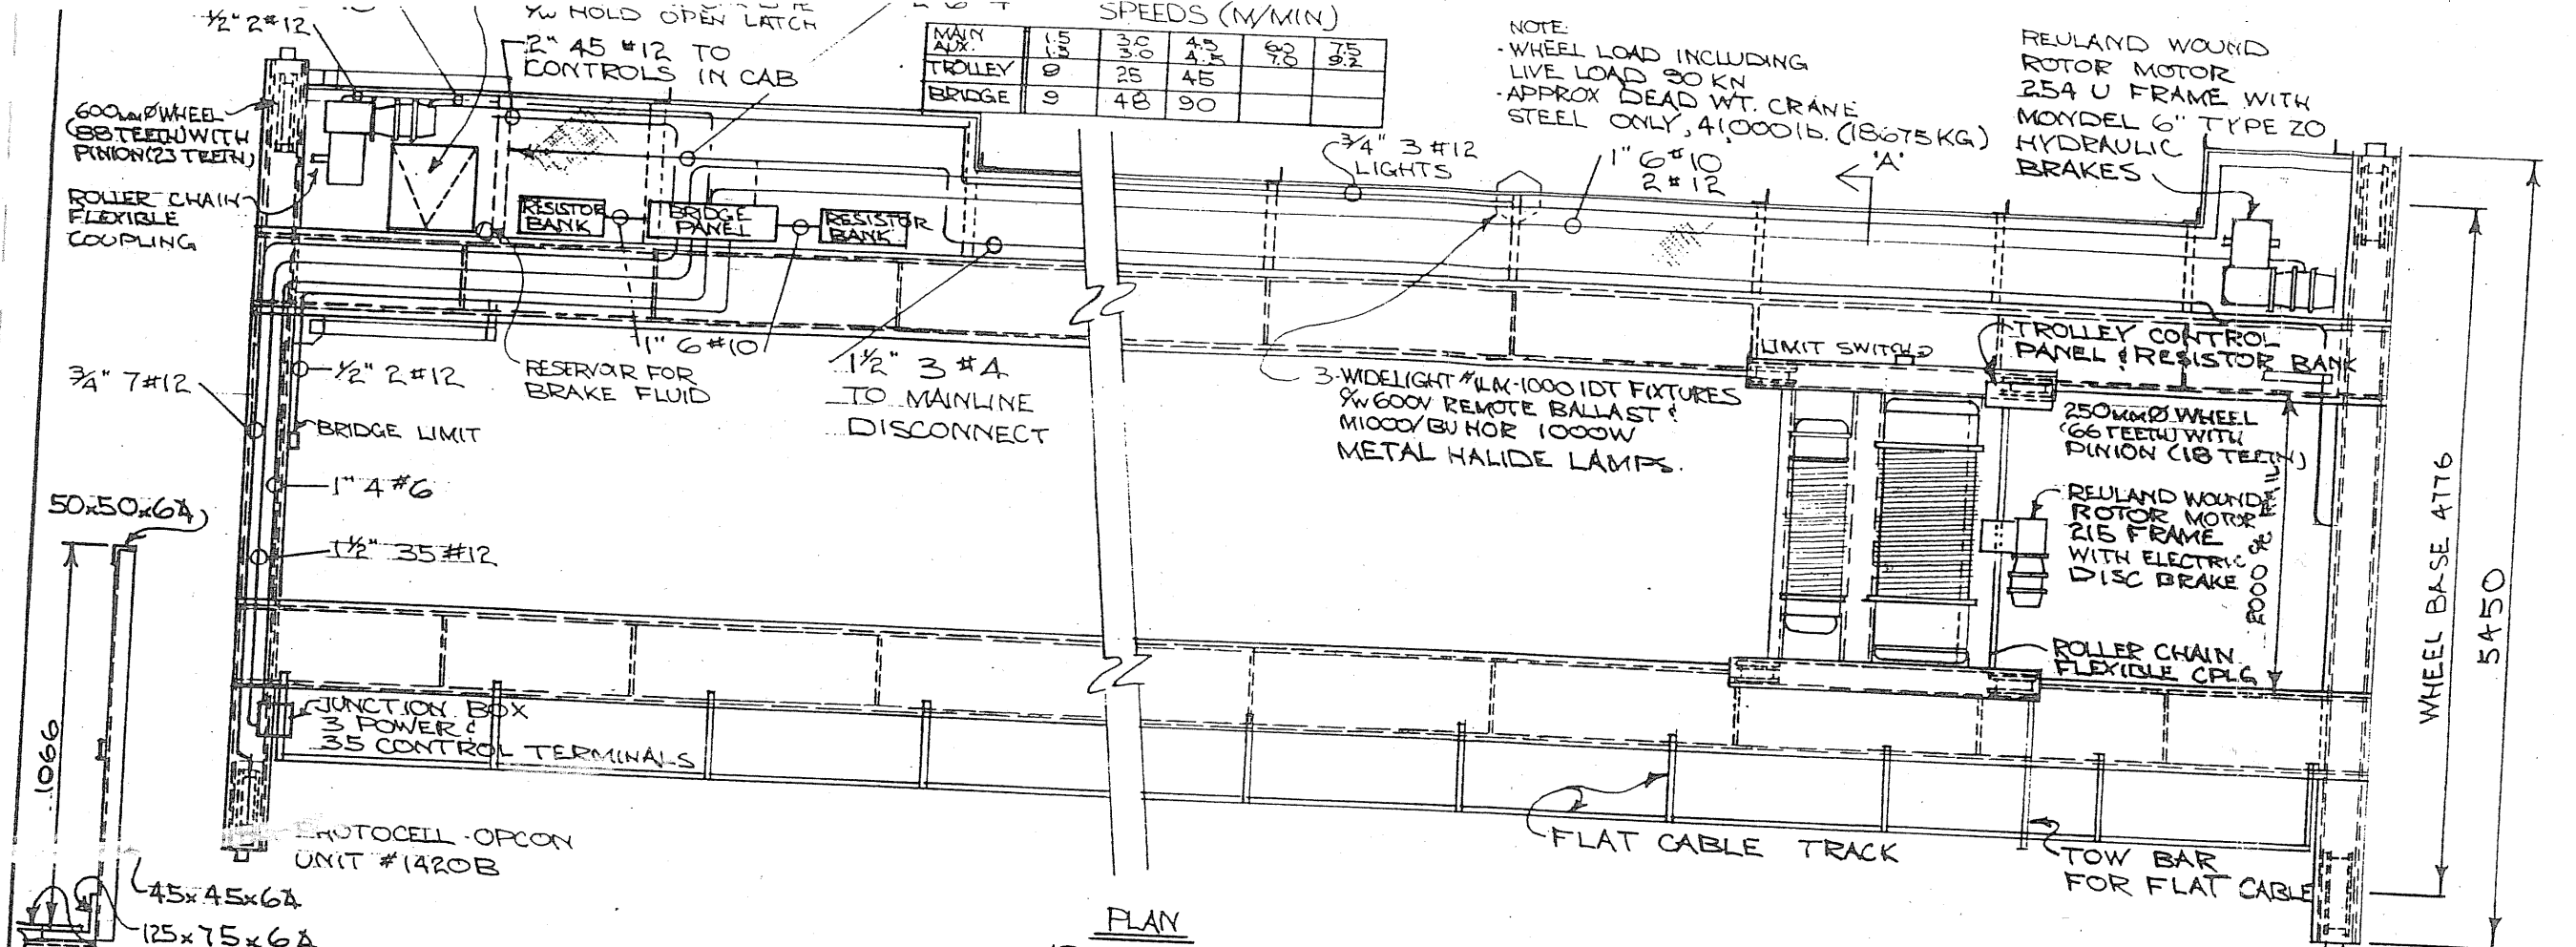 ½" 2#12
Y/W HOLD OPEN LATCH
2" 45 #12 TO
CONTROLS IN CAB
SPEEDS (M/MIN)
MAIN 1.5 3.0 4.5 6.2 7.5
AUX. 1.5 3.0 4.5 7.0 9.2
TROLLEY 9 25 45
BRIDGE 9 48 90
NOTE:
-WHEEL LOAD INCLUDING
LIVE LOAD 90 KN
-APPROX DEAD WT. CRANE
STEEL ONLY, 41,000 lb. (18675 KG)
REULAND WOUND
ROTOR MOTOR
254 U FRAME WITH
MONDEL 6" TYPE ZO
HYDRAULIC
BRAKES
600mmØ WHEEL
(88 TEETH) WITH
PINION (23 TEETH)
ROLLER CHAIN
FLEXIBLE
COUPLING
¾" 3 #12
LIGHTS
1" 6 #10
2 #12
'A'
RESISTOR
BANK
BRIDGE
PANEL
RESISTOR
BANK
1" 6 #10
RESERVOIR FOR
BRAKE FLUID
1½" 3 #4
TO MAINLINE
DISCONNECT
¾" 7#12
½" 2 #12
BRIDGE LIMIT
1" 4 #6
1½" 35 #12
3-WIDELIGHT #LM-1000 IDT FIXTURES
℅w 600V REMOTE BALLAST &
M1000/BU HOR 1000W
METAL HALIDE LAMPS.
LIMIT SWITCH
TROLLEY CONTROL
PANEL & RESISTOR BANK
250mmØ WHEEL
(66 TEETH) WITH
PINION (18 TEETH)
REULAND WOUND
ROTOR MOTOR
215 FRAME
WITH ELECTRIC
DISC BRAKE
2000 ℄ RAIL
ROLLER CHAIN
FLEXIBLE CPLG
WHEEL BASE 4776
5450
50x50x6∠
1066
45x45x6∠
125x75x6∠
JUNCTION BOX
3 POWER &
35 CONTROL TERMINALS
PHOTOCELL - OPCON
UNIT #1420B
FLAT CABLE TRACK
TOW BAR
FOR FLAT CABLE
PLAN